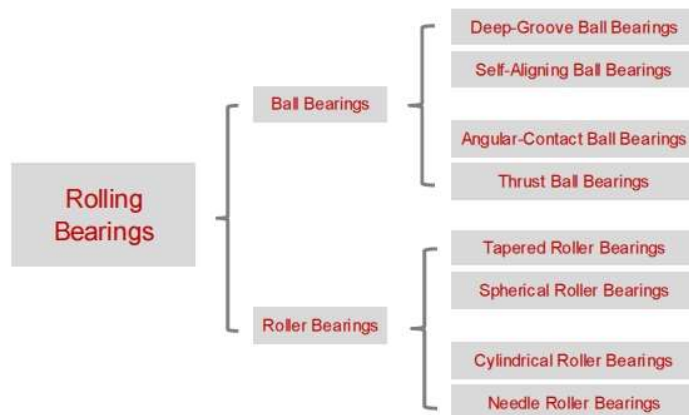 Rolling
Bearings
Ball Bearings
Deep-Groove Ball Bearings
Self-Aligning Ball Bearings
Angular-Contact Ball Bearings
Thrust Ball Bearings
Roller Bearings
Tapered Roller Bearings
Spherical Roller Bearings
Cylindrical Roller Bearings
Needle Roller Bearings